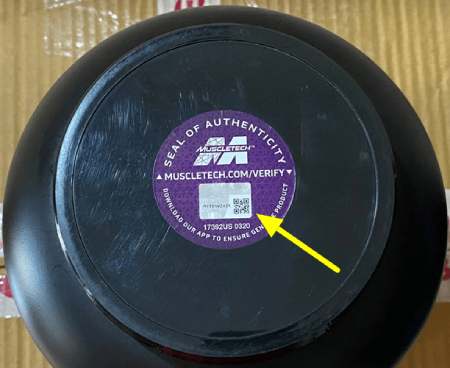 SEAL OF AUTHENTICITY
MUSCLETECH
▲MUSCLETECH.COM/VERIFY▼
17392US 0320
DOWNLOAD OUR APP TO ENSURE GENUINE PRODUCT